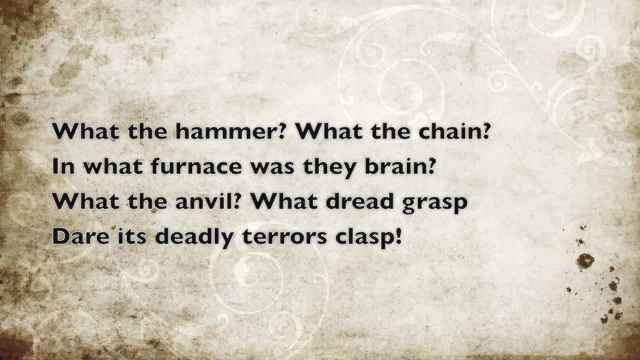 What the hammer? What the chain?
In what furnace was they brain?
What the anvil? What dread grasp
Dare its deadly terrors clasp!